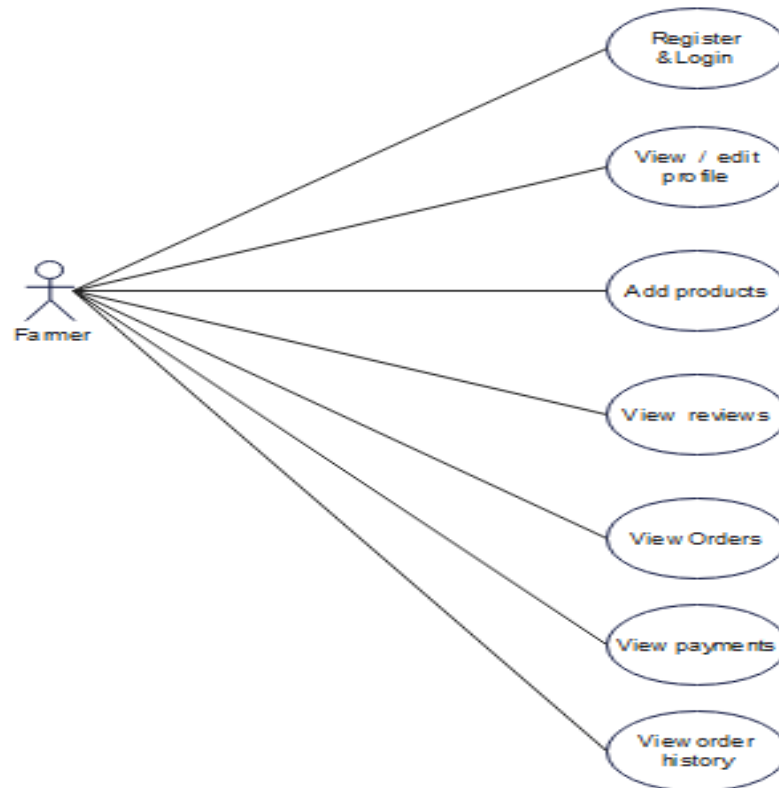 Register
& Login
View / edit
profile
Add products
Farmer
View reviews
View Orders
View payments
View order
history